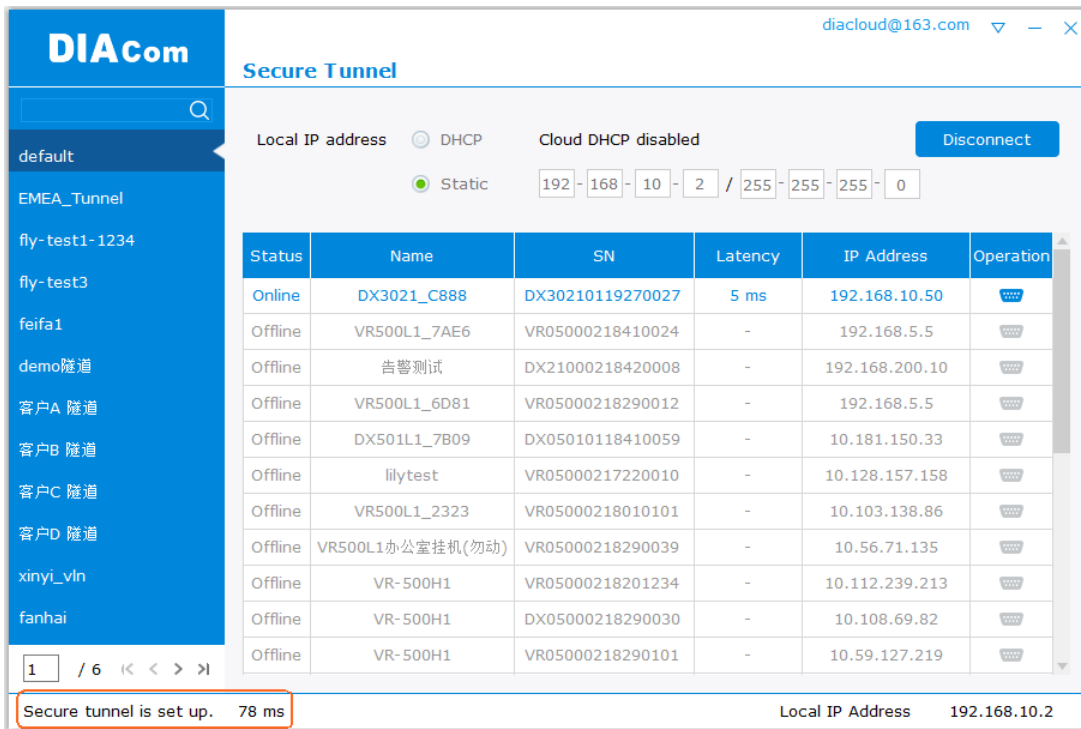 DIACom
diacloud@163.com
Secure Tunnel
Local IP address DHCP Cloud DHCP disabled Disconnect
Static 192 - 168 - 10 - 2 / 255 - 255 - 255 - 0
default
EMEA_Tunnel
fly-test1-1234
fly-test3
feifa1
demo隧道
客户A 隧道
客户B 隧道
客户C 隧道
客户D 隧道
xinyi_vln
fanhai
1 / 6
Status Name SN Latency IP Address Operation
Online DX3021_C888 DX30210119270027 5 ms 192.168.10.50
Offline VR500L1_7AE6 VR05000218410024 - 192.168.5.5
Offline 告警测试 DX21000218420008 - 192.168.200.10
Offline VR500L1_6D81 VR05000218290012 - 192.168.5.5
Offline DX501L1_7B09 DX05010118410059 - 10.181.150.33
Offline lilytest VR05000217220010 - 10.128.157.158
Offline VR500L1_2323 VR05000218010101 - 10.103.138.86
Offline VR500L1办公室挂机(勿动) VR05000218290039 - 10.56.71.135
Offline VR-500H1 VR05000218201234 - 10.112.239.213
Offline VR-500H1 DX05000218290030 - 10.108.69.82
Offline VR-500H1 VR05000218290101 - 10.59.127.219
Secure tunnel is set up. 78 ms Local IP Address 192.168.10.2